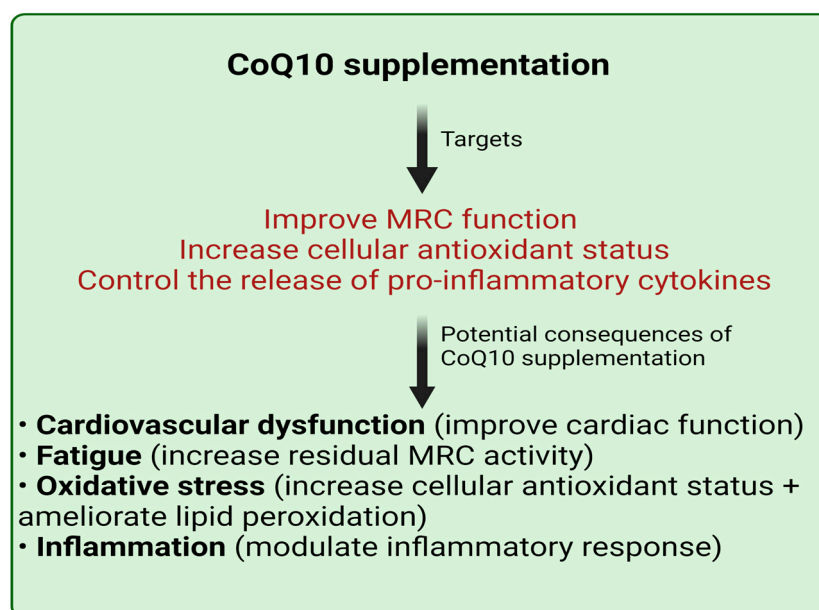 CoQ10 supplementation
Targets
Improve MRC function
Increase cellular antioxidant status
Control the release of pro-inflammatory cytokines
Potential consequences of
CoQ10 supplementation
• Cardiovascular dysfunction (improve cardiac function)
• Fatigue (increase residual MRC activity)
• Oxidative stress (increase cellular antioxidant status +
ameliorate lipid peroxidation)
• Inflammation (modulate inflammatory response)